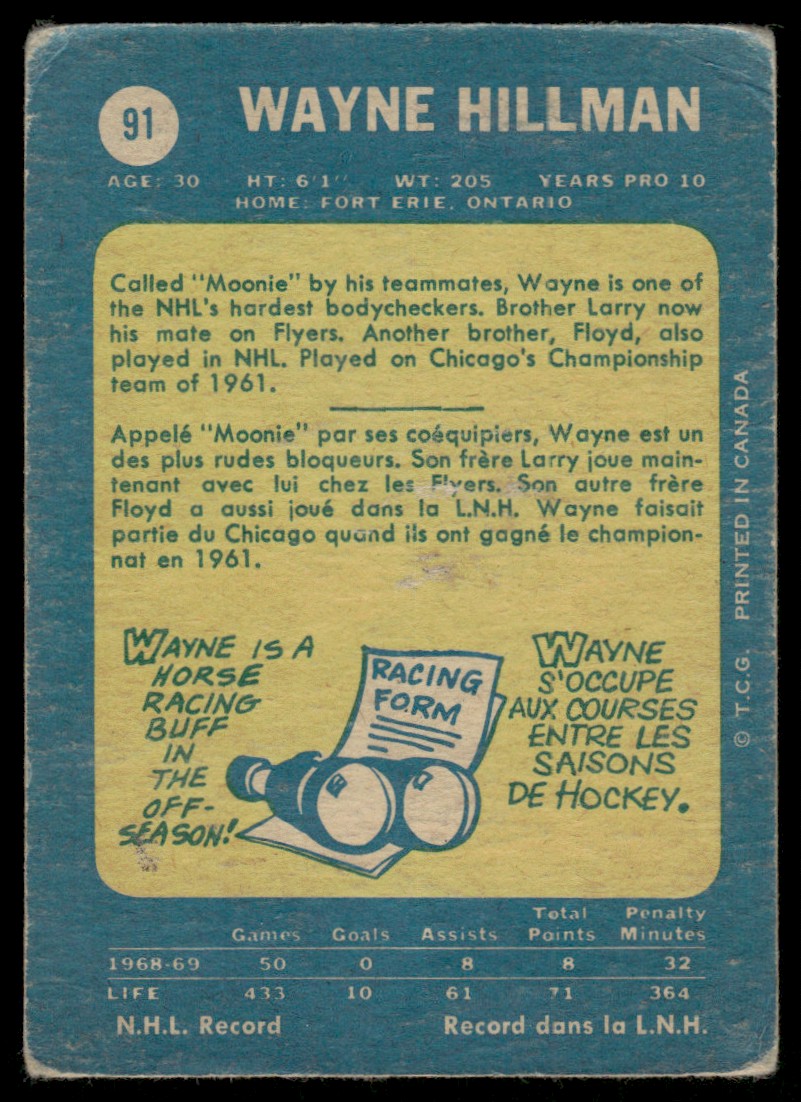 91
WAYNE HILLMAN
AGE: 30 HT: 6'1'' WT: 205 YEARS PRO 10
HOME: FORT ERIE, ONTARIO
Called "Moonie" by his teammates, Wayne is one of
the NHL's hardest bodycheckers. Brother Larry now
his mate on Flyers. Another brother, Floyd, also
played in NHL. Played on Chicago's Championship
team of 1961.
Appelé "Moonie" par ses coéquipiers, Wayne est un
des plus rudes bloqueurs. Son frère Larry joue main-
tenant avec lui chez les Flyers. Son autre frère
Floyd a aussi joué dans la L.N.H. Wayne faisait
partie du Chicago quand ils ont gagné le champion-
nat en 1961.
WAYNE IS A
HORSE
RACING
BUFF
IN
THE
OFF-
SEASON!
RACING
FORM
WAYNE
S'OCCUPE
AUX COURSES
ENTRE LES
SAISONS
DE HOCKEY.
© T.C.G. PRINTED IN CANADA
Total Penalty
Games Goals Assists Points Minutes
1968-69 50 0 8 8 32
LIFE 433 10 61 71 364
N.H.L. Record Record dans la L.N.H.